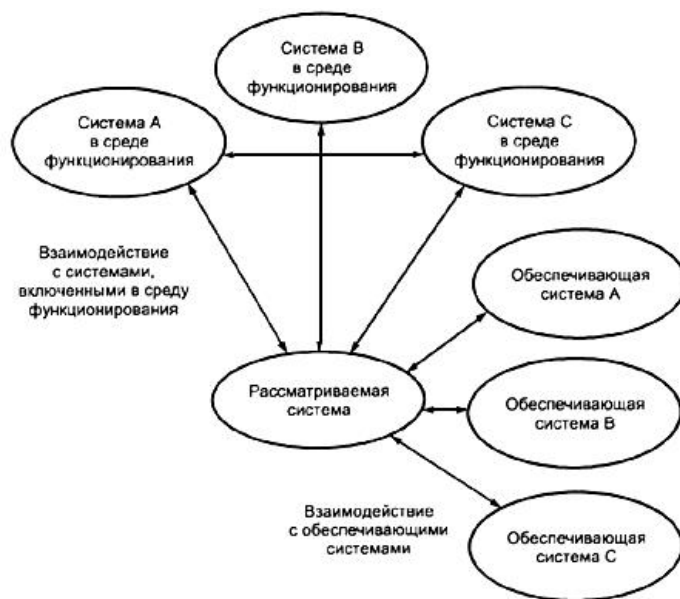 Система B
в среде
функционирования
Система A
в среде
функционирования
Система C
в среде
функционирования
Взаимодействие
с системами,
включенными в среду
функционирования
Обеспечивающая
система A
Рассматриваемая
система
Обеспечивающая
система B
Взаимодействие
с обеспечивающими
системами
Обеспечивающая
система C